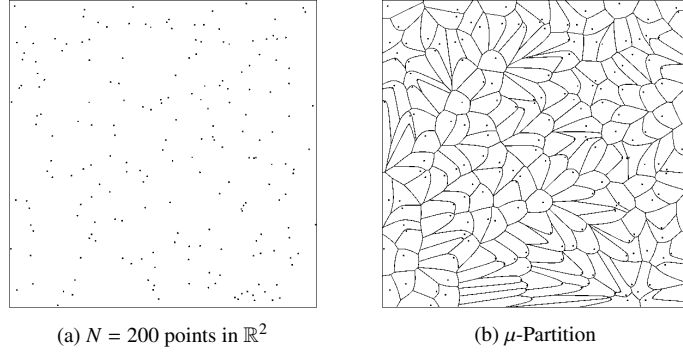 (a) N = 200 points in ℝ²
(b) μ-Partition